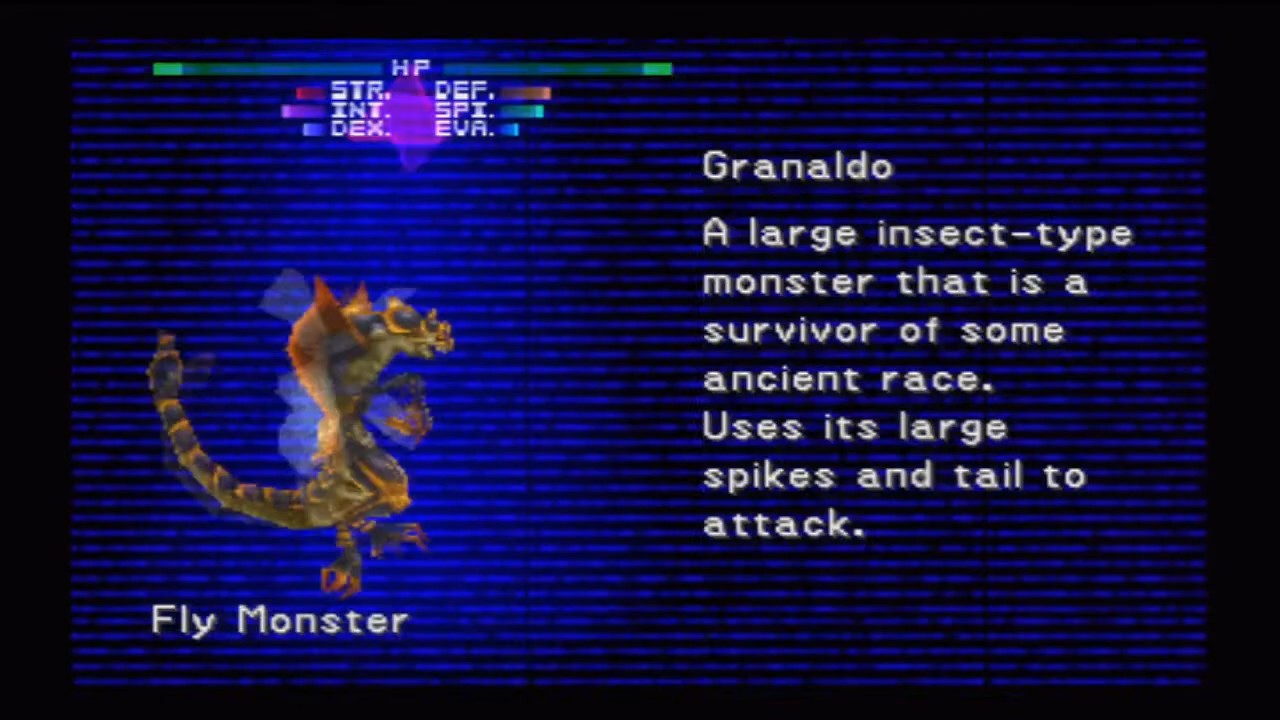 HP
STR. DEF.
INT. SPI.
DEX. EVA.
Granaldo
A large insect-type
monster that is a
survivor of some
ancient race.
Uses its large
spikes and tail to
attack.
Fly Monster